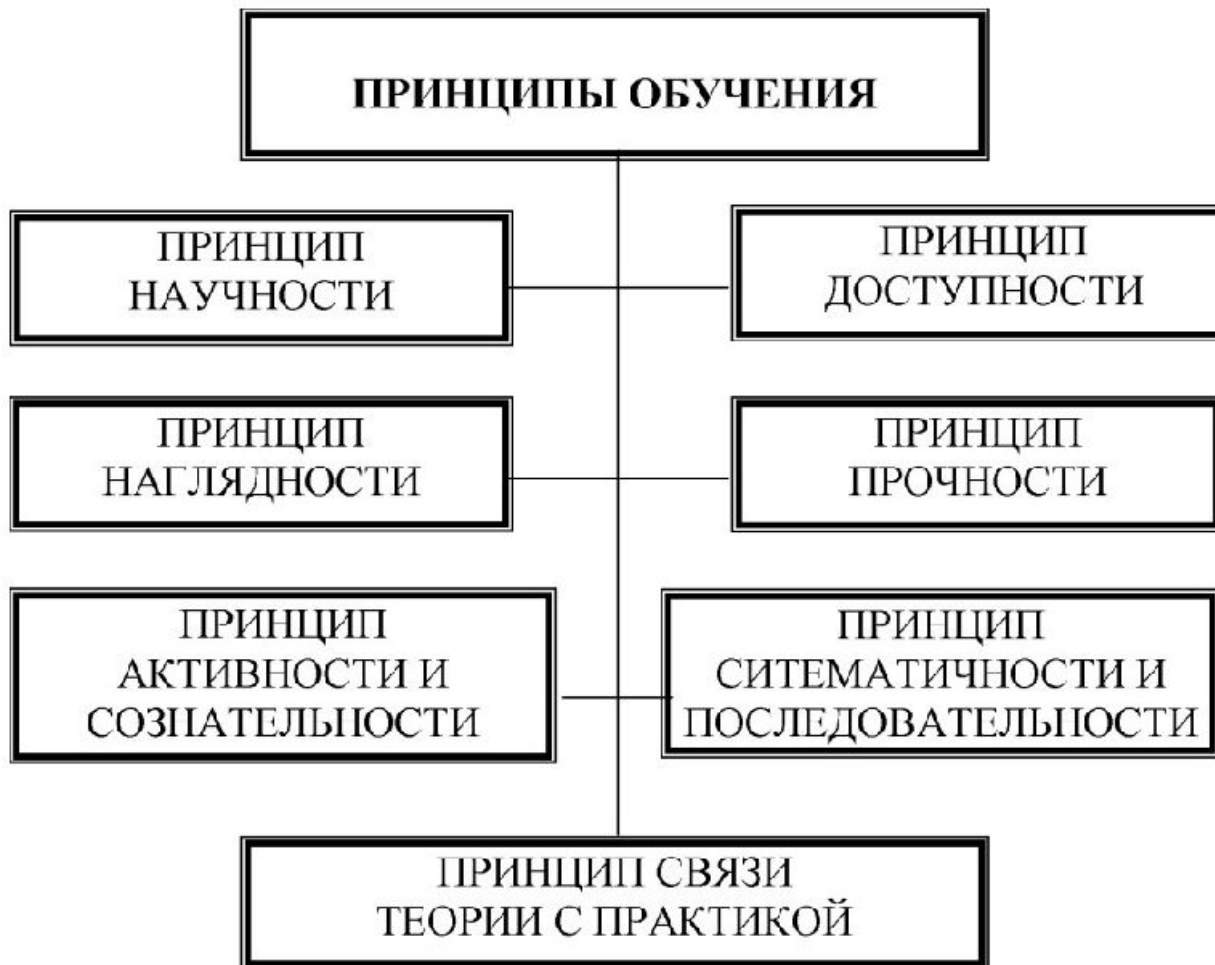 ПРИНЦИПЫ ОБУЧЕНИЯ
ПРИНЦИП
НАУЧНОСТИ
ПРИНЦИП
ДОСТУПНОСТИ
ПРИНЦИП
НАГЛЯДНОСТИ
ПРИНЦИП
ПРОЧНОСТИ
ПРИНЦИП
АКТИВНОСТИ И
СОЗНАТЕЛЬНОСТИ
ПРИНЦИП
СИТЕМАТИЧНОСТИ И
ПОСЛЕДОВАТЕЛЬНОСТИ
ПРИНЦИП СВЯЗИ
ТЕОРИИ С ПРАКТИКОЙ